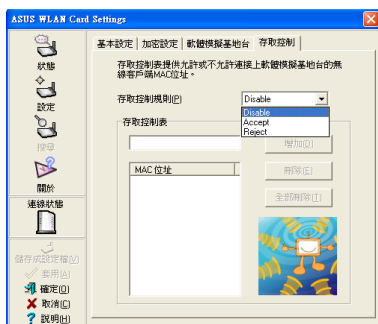 ASUS WLAN Card Settings
狀態
設定
搜尋
關於
連線狀態
儲存成設定檔(V)
套用(A)
確定(O)
取消(C)
說明(H)
基本設定
加密設定
軟體模擬基地台
存取控制
存取控制表提供允許或不允許連接上軟體模擬基地台的無
線客戶端MAC位址。
存取控制規則(P)
Disable
Disable
Accept
Reject
存取控制表
增加(D)
MAC 位址
刪除(E)
全部刪除(T)